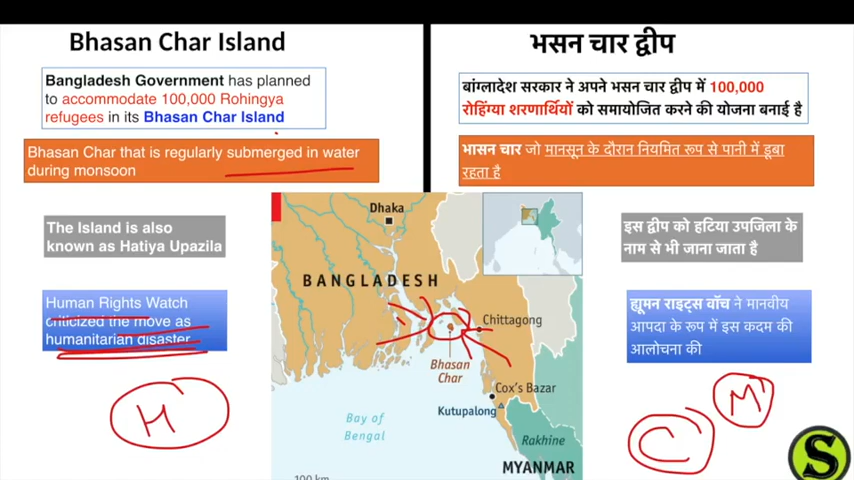 Bhasan Char Island
Bangladesh Government has planned
to accommodate 100,000 Rohingya
refugees in its Bhasan Char Island
Bhasan Char that is regularly submerged in water
during monsoon
The Island is also
known as Hatiya Upazila
Human Rights Watch
criticized the move as
humanitarian disaster
H
भसन चार द्वीप
बांग्लादेश सरकार ने अपने भसन चार द्वीप में 100,000
रोहिंग्या शरणार्थियों को समायोजित करने की योजना बनाई है
भासन चार जो मानसून के दौरान नियमित रूप से पानी में डूबा
रहता है
इस द्वीप को हटिया उपजिला के
नाम से भी जाना जाता है
ह्यूमन राइट्स वॉच ने मानवीय
आपदा के रूप में इस कदम की
आलोचना की
M
C
S
Dhaka
BANGLADESH
Chittagong
Bhasan
Char
Cox's Bazar
Kutupalong
Bay of
Bengal
Rakhine
MYANMAR
100 km